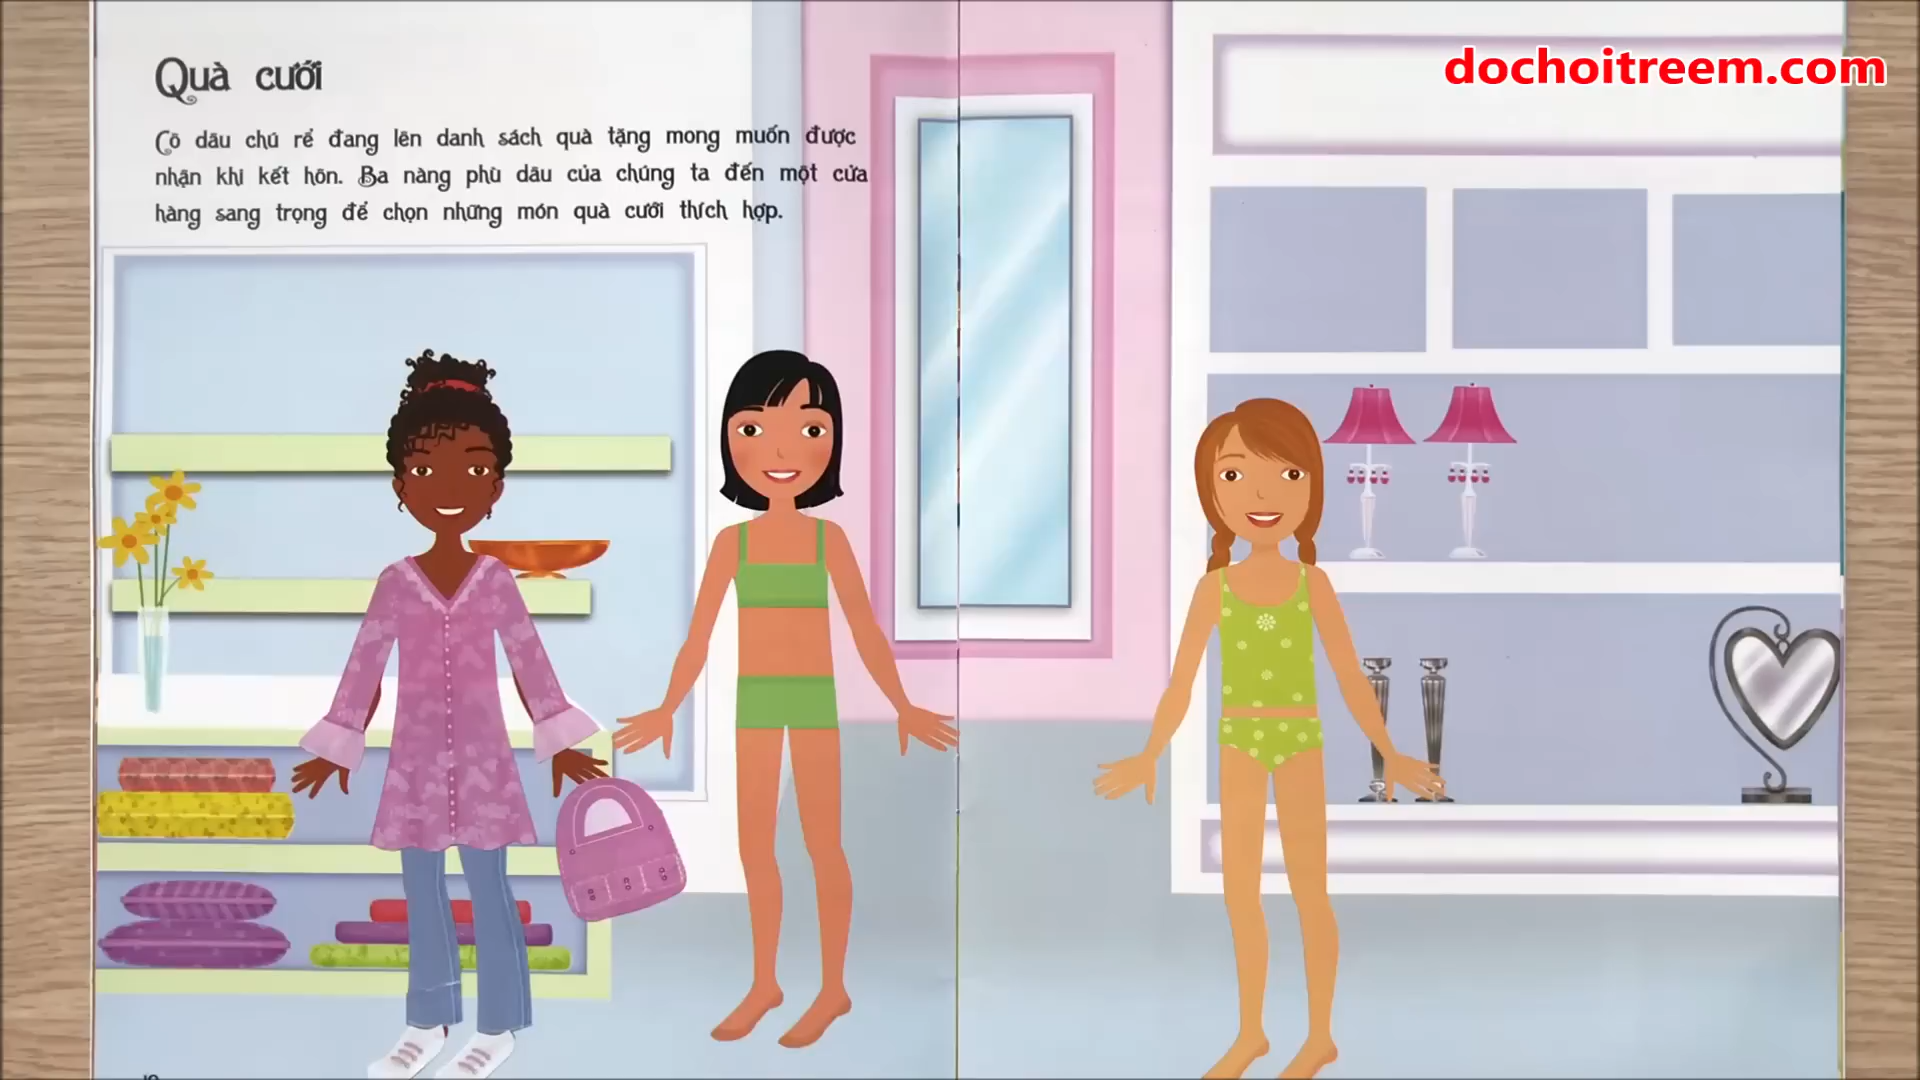 Quà cưới
dochoitreem.com
Cô dâu chú rể đang lên danh sách quà tặng mong muốn được
nhận khi kết hôn. Ba nàng phù dâu của chúng ta đến một cửa
hàng sang trọng để chọn những món quà cưới thích hợp.